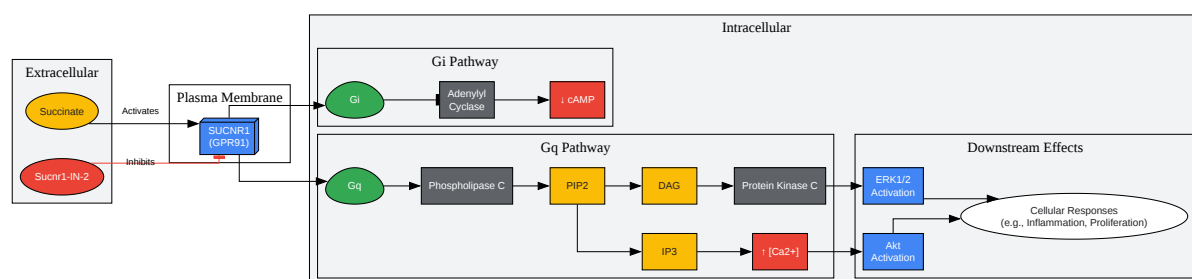 Intracellular
Extracellular
Succinate
Sucnr1-IN-2
Activates
Inhibits
Plasma Membrane
SUCNR1
(GPR91)
Gi Pathway
Gi
Adenylyl
Cyclase
↓ cAMP
Gq Pathway
Gq
Phospholipase C
PIP2
DAG
Protein Kinase C
IP3
↑ [Ca2+]
Downstream Effects
ERK1/2
Activation
Akt
Activation
Cellular Responses
(e.g., Inflammation, Proliferation)